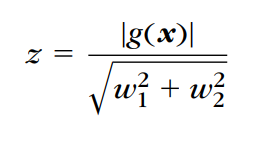 z = |g(x)| / √(w₁² + w₂²)